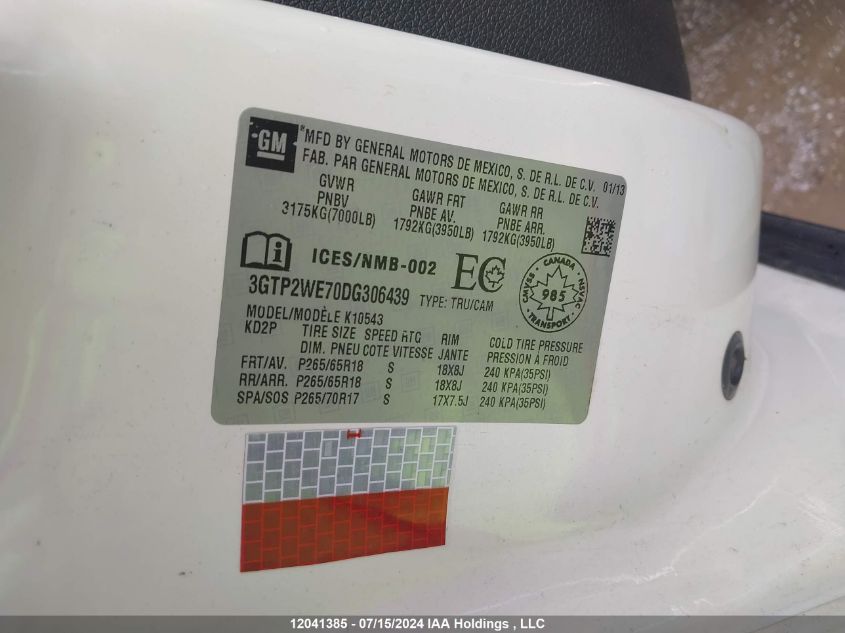 GM
*MFD BY GENERAL MOTORS DE MEXICO, S. DE R.L. DE C.V. 01/13
FAB. PAR GENERAL MOTORS DE MEXICO, S. DE R.L. DE C.V.
GVWR GAWR FRT GAWR RR
PNBV PNBE AV. PNBE ARR.
3175KG(7000LB) 1792KG(3950LB) 1792KG(3950LB)
i ICES/NMB-002 EC
CANADA
CMVSS NSVAC
985
TRANSPORT
3GTP2WE70DG306439 TYPE: TRU/CAM
MODEL/MODÈLE K10543
KD2P TIRE SIZE SPEED RTG RIM COLD TIRE PRESSURE
DIM. PNEU COTE VITESSE JANTE PRESSION À FROID
FRT/AV. P265/65R18 S 18X8J 240 KPA(35PSI)
RR/ARR. P265/65R18 S 18X8J 240 KPA(35PSI)
SPA/SOS P265/70R17 S 17X7.5J 240 KPA(35PSI)
12041385 - 07/15/2024 IAA Holdings , LLC